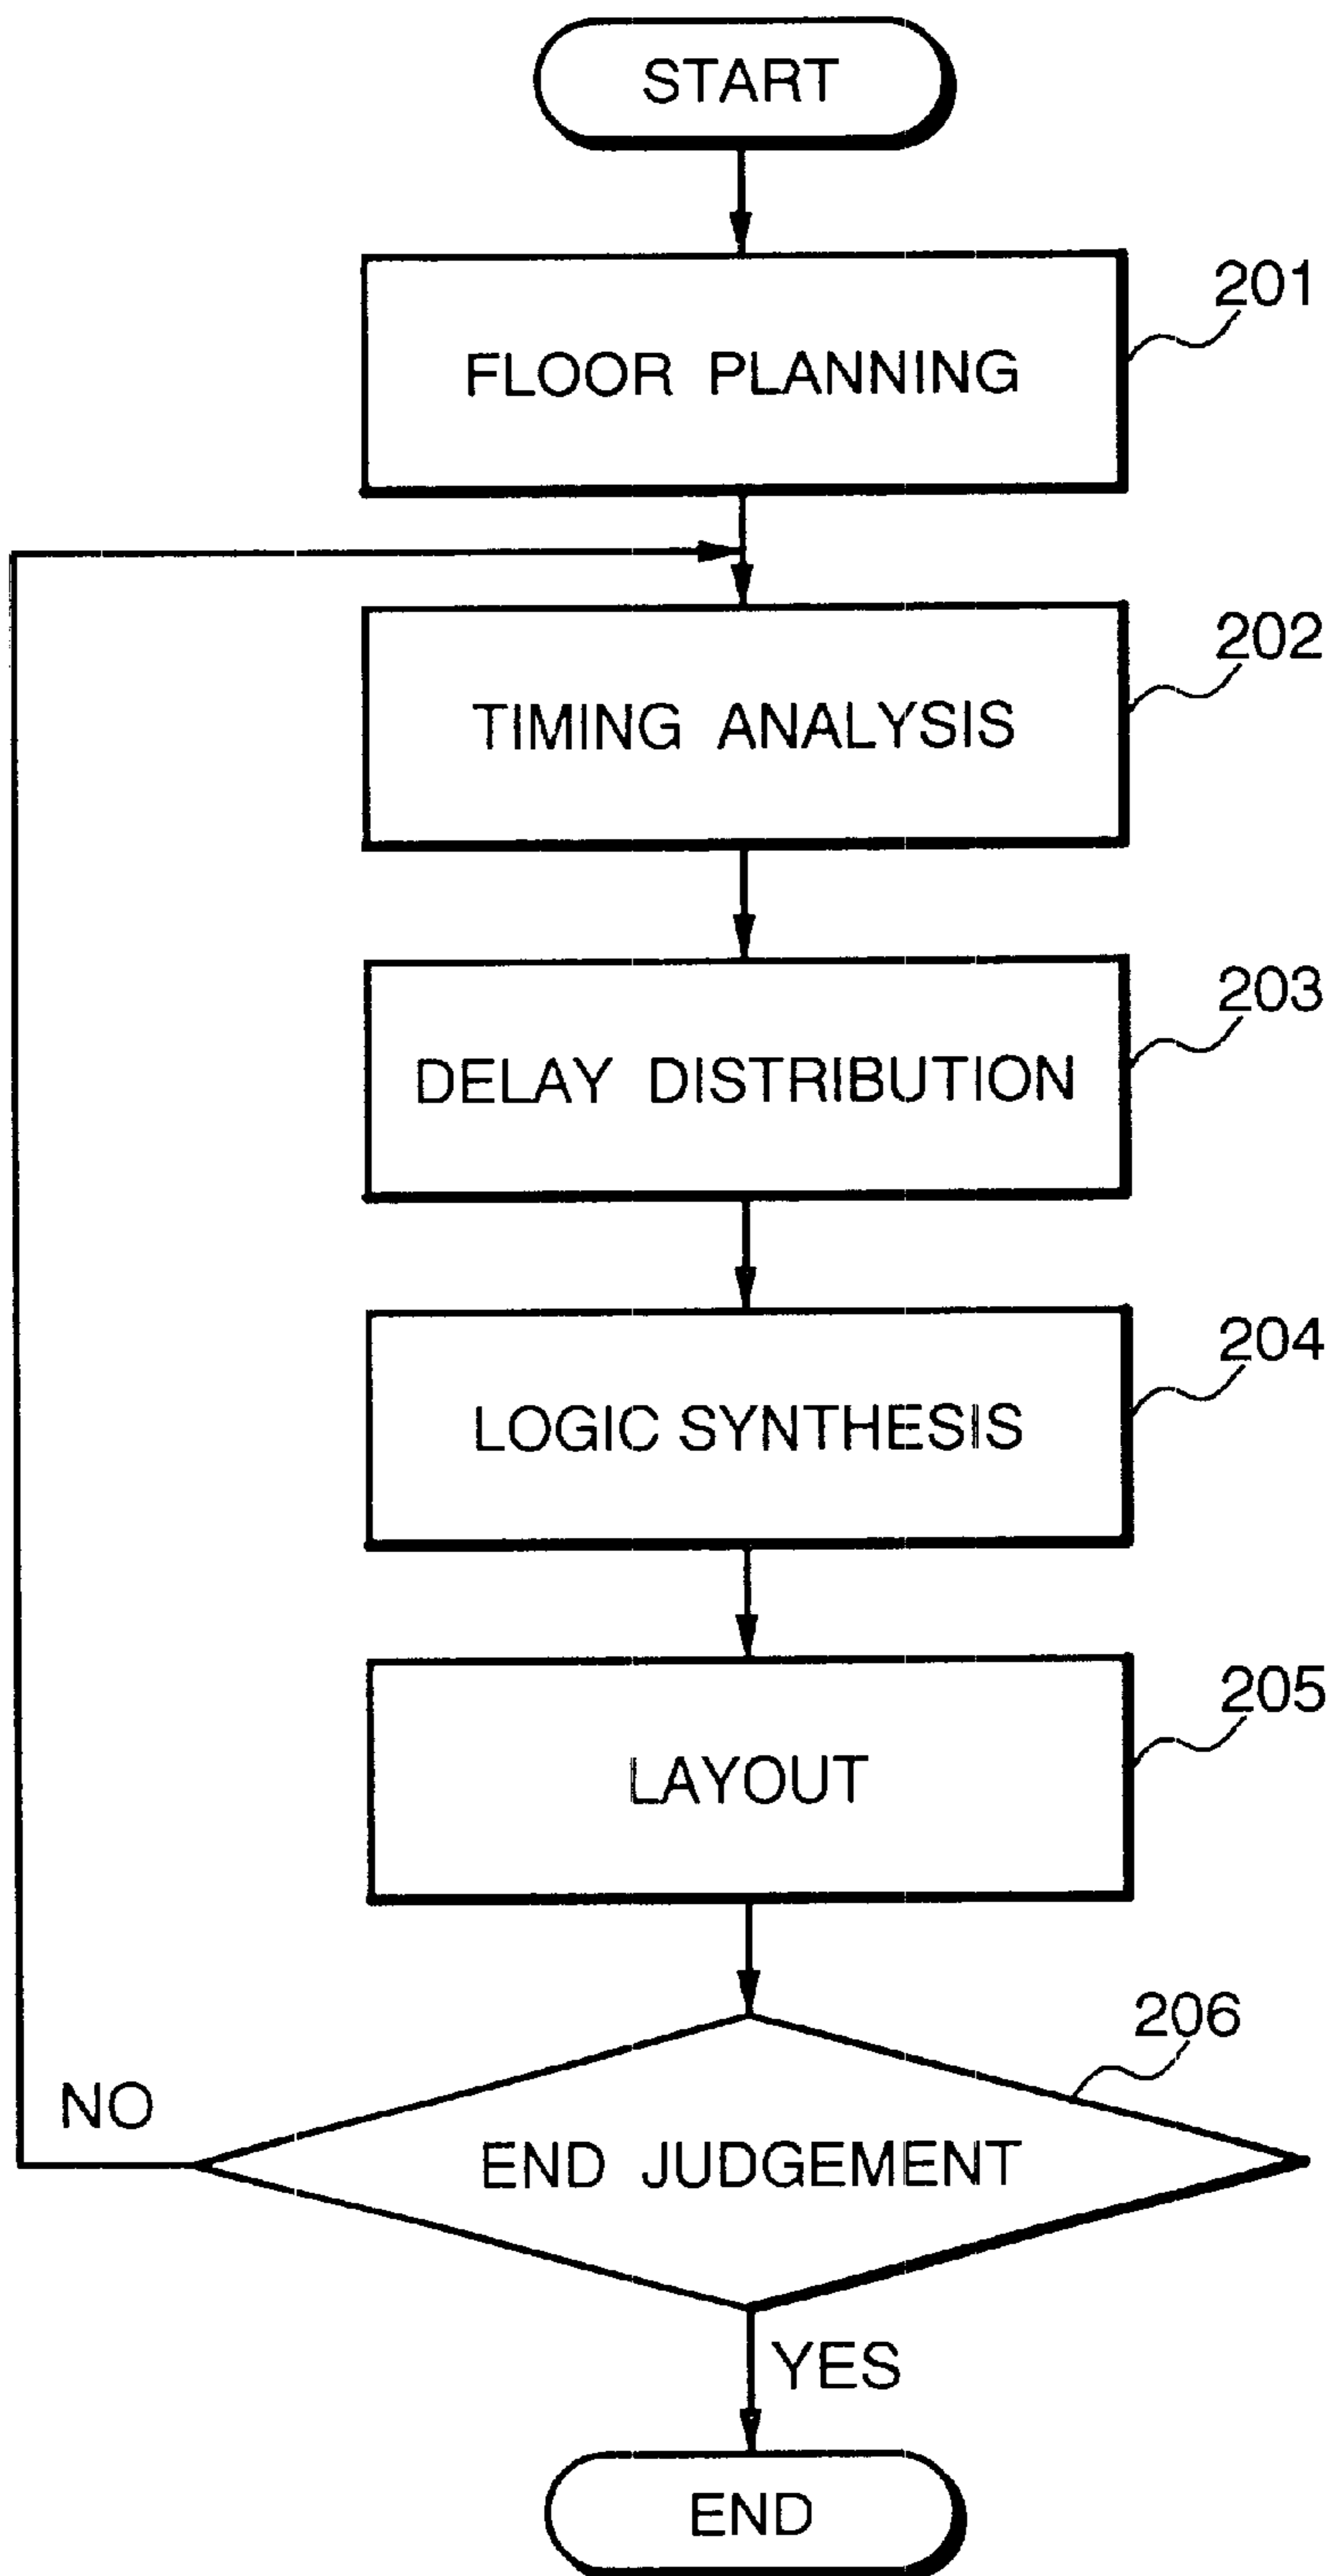 START
201
FLOOR PLANNING
202
TIMING ANALYSIS
203
DELAY DISTRIBUTION
204
LOGIC SYNTHESIS
205
LAYOUT
206
NO
END JUDGEMENT
YES
END